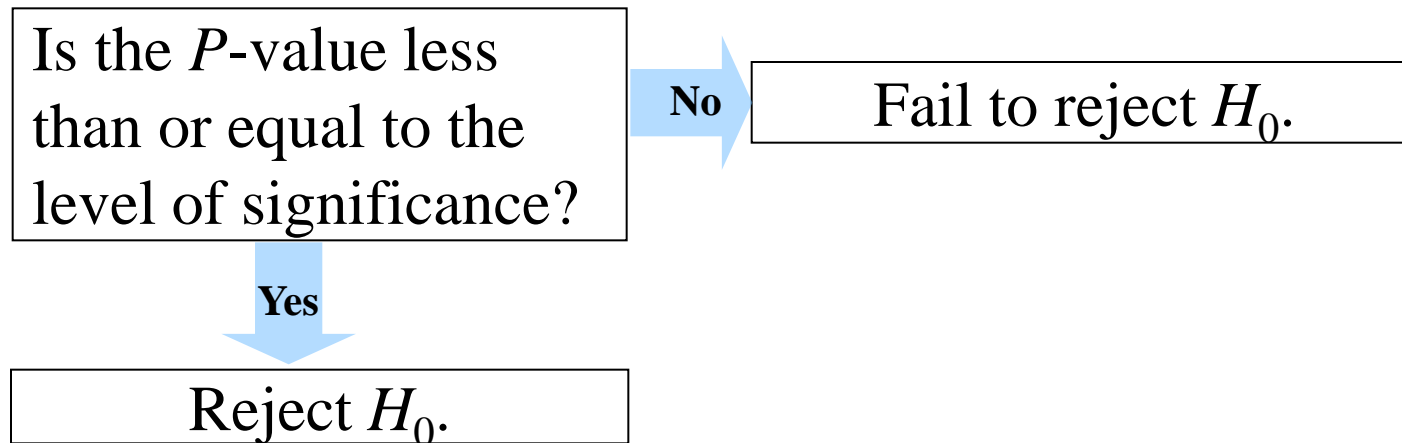 Is the P-value less
than or equal to the
level of significance?
No
Fail to reject H₀.
Yes
Reject H₀.